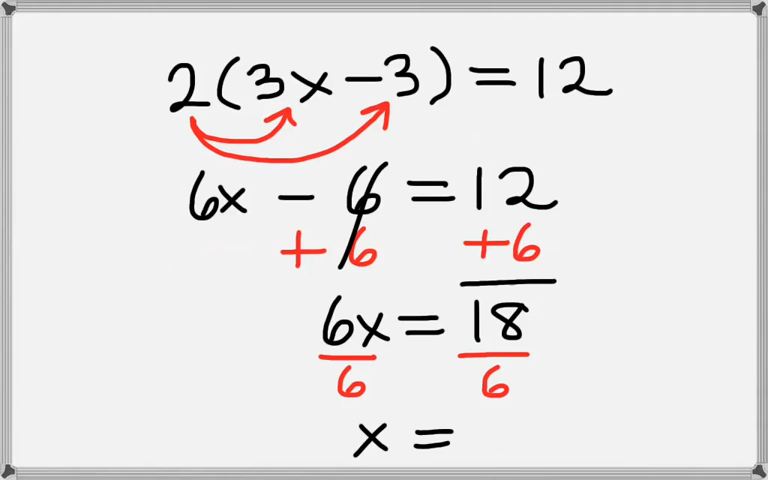 2(3x - 3) = 12
6x - 6 = 12
+ 6 +6
6x = 18
6 6
x =